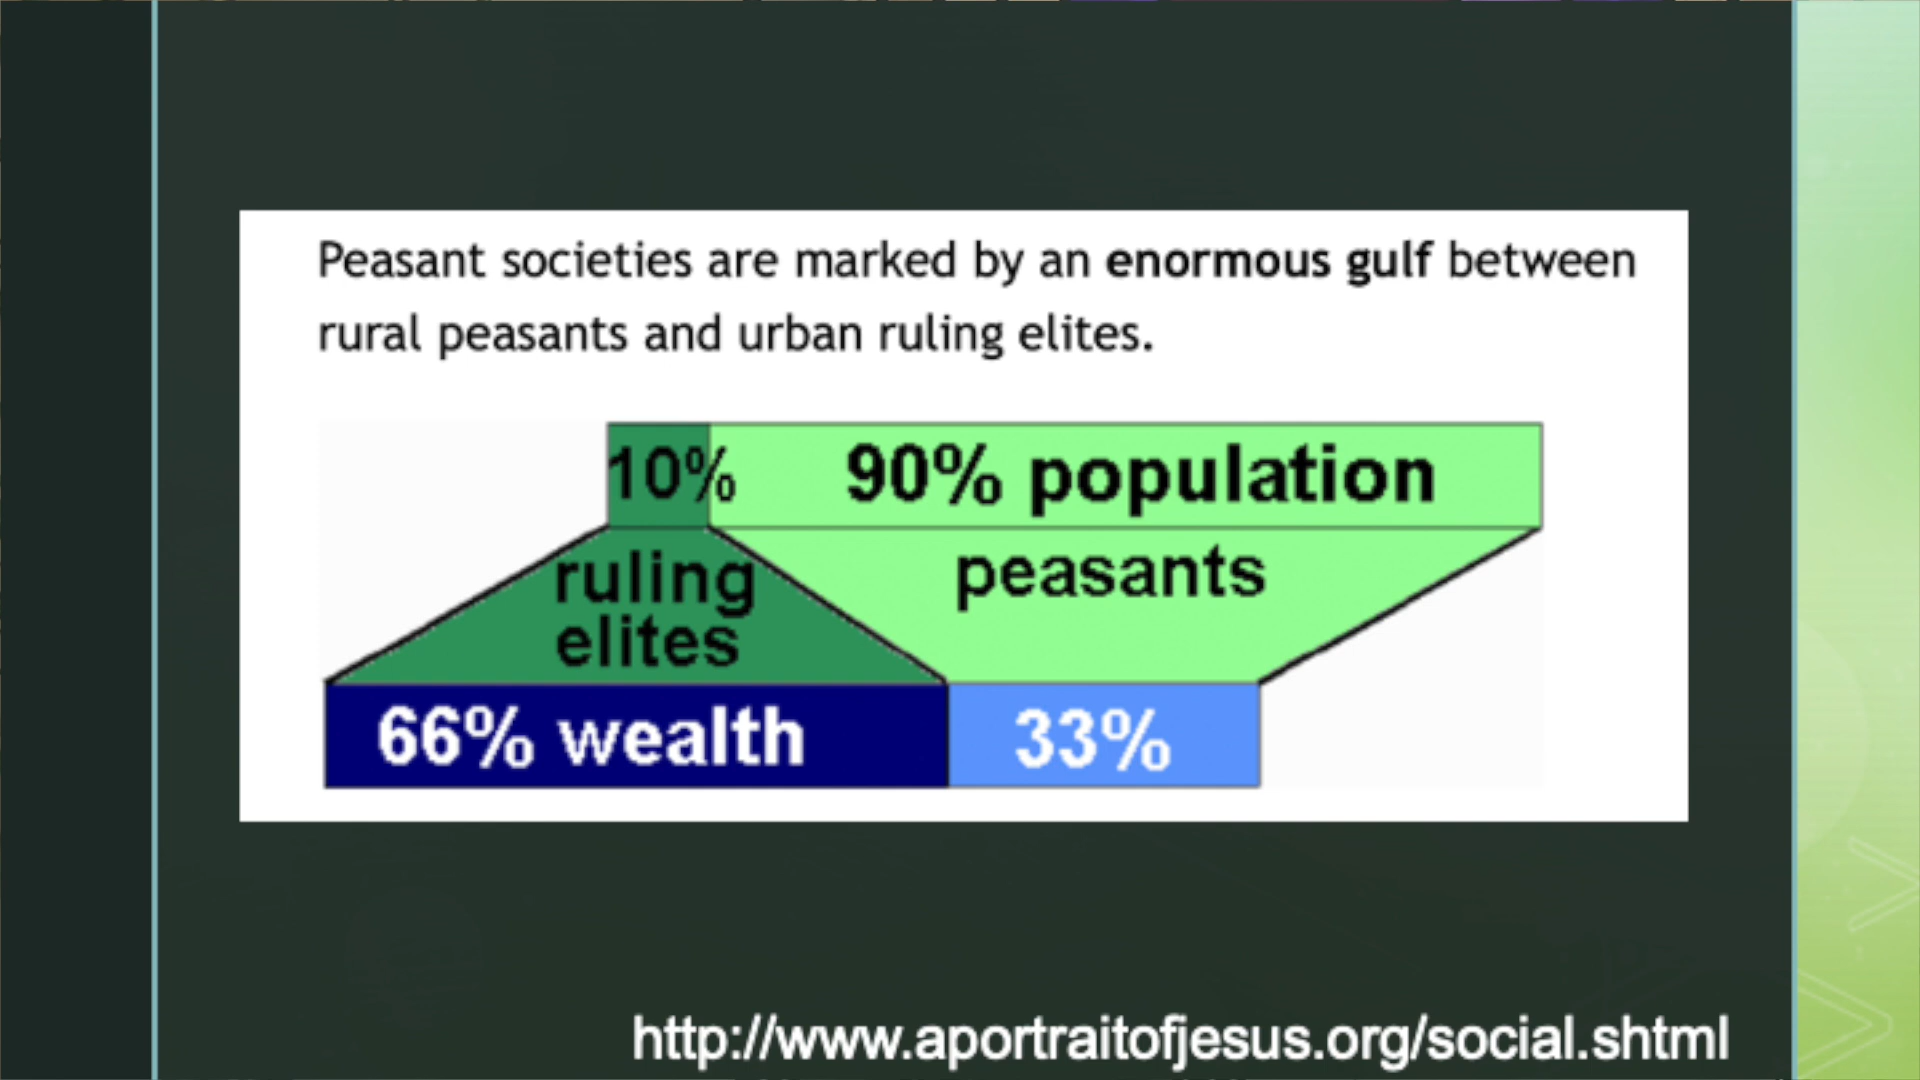 Peasant societies are marked by an enormous gulf between
rural peasants and urban ruling elites.
10% 90% population
ruling
elites
peasants
66% wealth 33%
http://www.aportraitofjesus.org/social.shtml